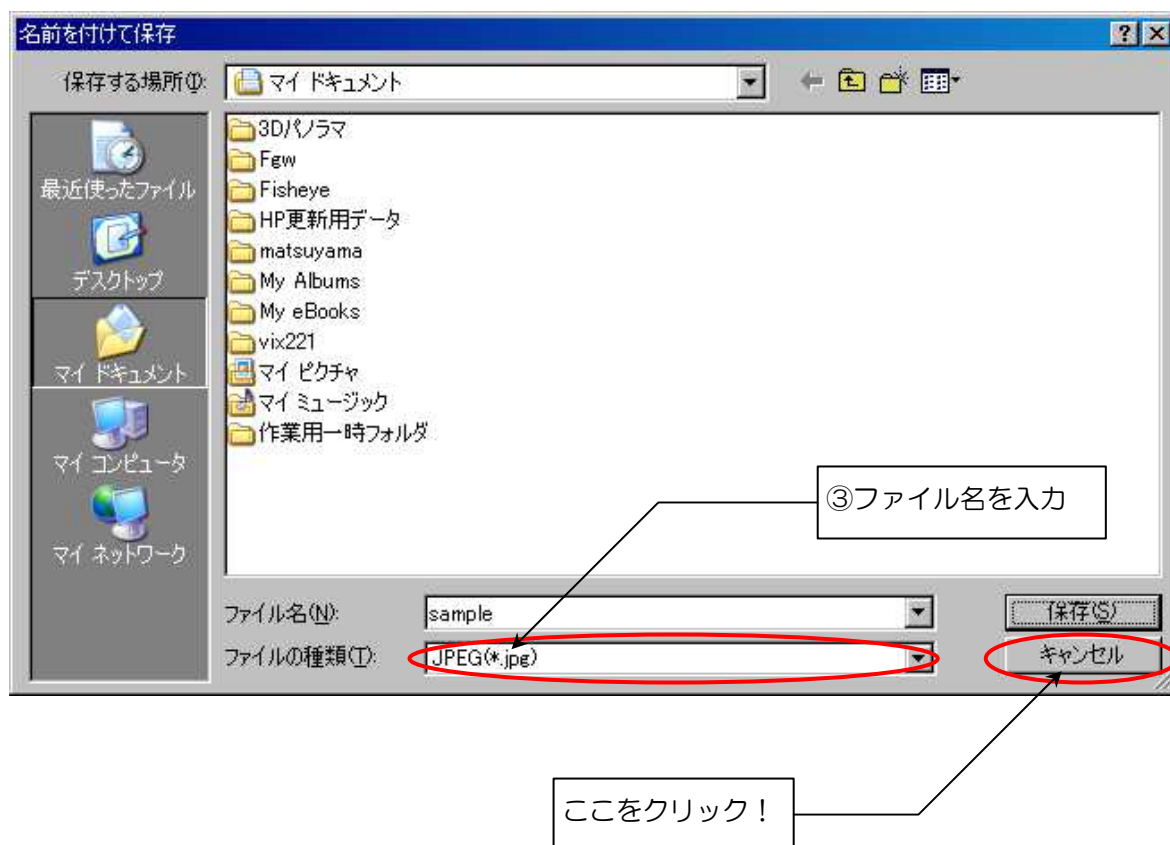 名前を付けて保存
保存する場所(I):
マイ ドキュメント
最近使ったファイル
デスクトップ
マイ ドキュメント
マイ コンピュータ
マイ ネットワーク
3Dパノラマ
Fgw
Fisheye
HP更新用データ
matsuyama
My Albums
My eBooks
vix221
マイ ピクチャ
マイ ミュージック
作業用一時フォルダ
③ファイル名を入力
ファイル名(N):
sample
保存(S)
ファイルの種類(T):
JPEG(*.jpg)
キャンセル
ここをクリック！